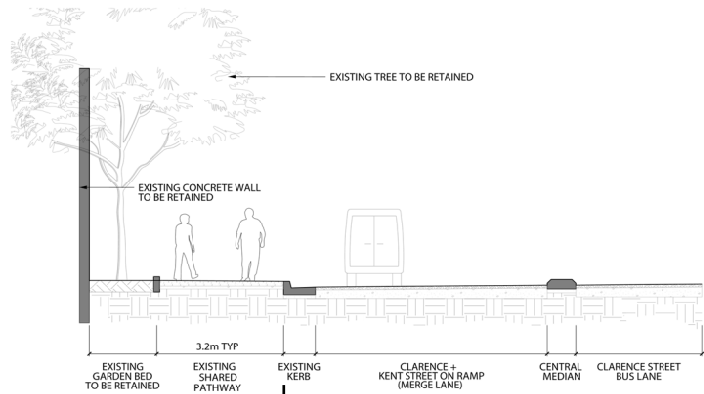 EXISTING TREE TO BE RETAINED
EXISTING CONCRETE WALL
TO BE RETAINED
3.2m TYP
EXISTING
GARDEN BED
TO BE RETAINED
EXISTING
SHARED
PATHWAY
EXISTING
KERB
CLARENCE +
KENT STREET ON RAMP
(MERGE LANE)
CENTRAL
MEDIAN
CLARENCE STREET
BUS LANE